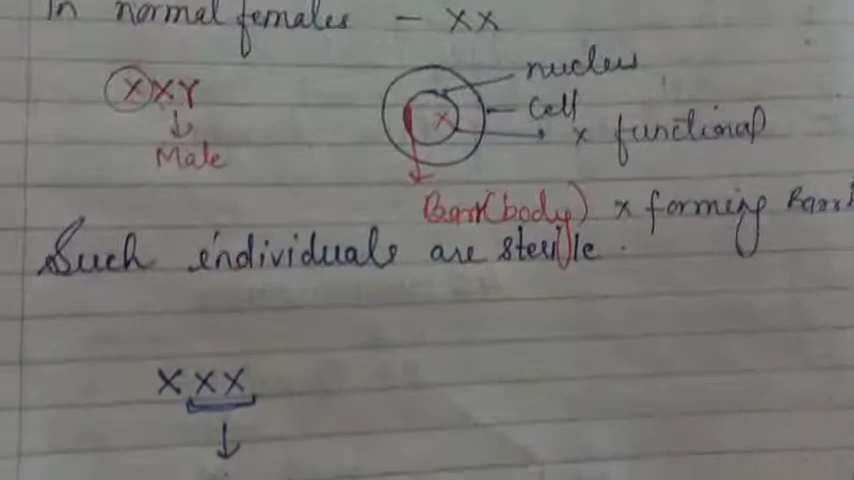 In normal females - XX
XXY
Male
nucleus
Cell
x functional
Barr(body) x forming Barr
Such individuals are sterile.
XXX